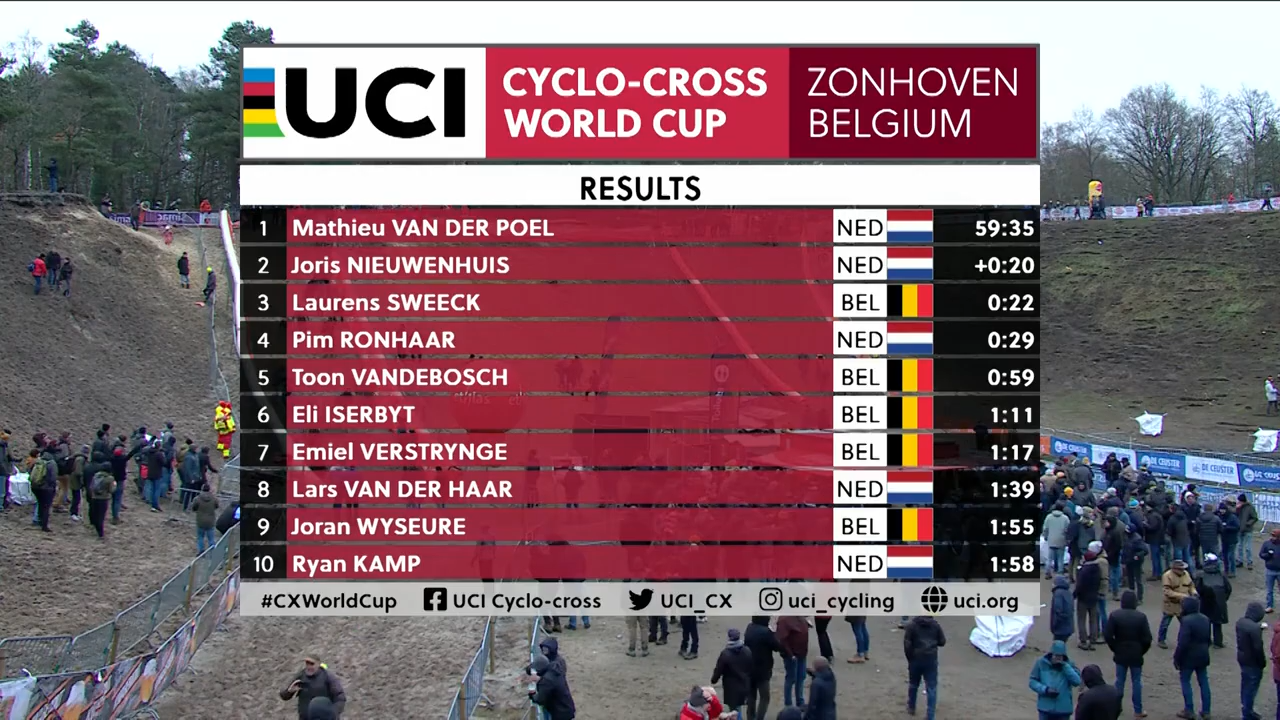 UCI
CYCLO-CROSS
WORLD CUP
ZONHOVEN
BELGIUM
RESULTS
1 Mathieu VAN DER POEL NED 59:35
2 Joris NIEUWENHUIS NED +0:20
3 Laurens SWEECK BEL 0:22
4 Pim RONHAAR NED 0:29
5 Toon VANDEBOSCH BEL 0:59
6 Eli ISERBYT BEL 1:11
7 Emiel VERSTRYNGE BEL 1:17
8 Lars VAN DER HAAR NED 1:39
9 Joran WYSEURE BEL 1:55
10 Ryan KAMP NED 1:58
#CXWorldCup UCI Cyclo-cross UCI_CX uci_cycling uci.org
DE CEUSTER
DE CEUSTER